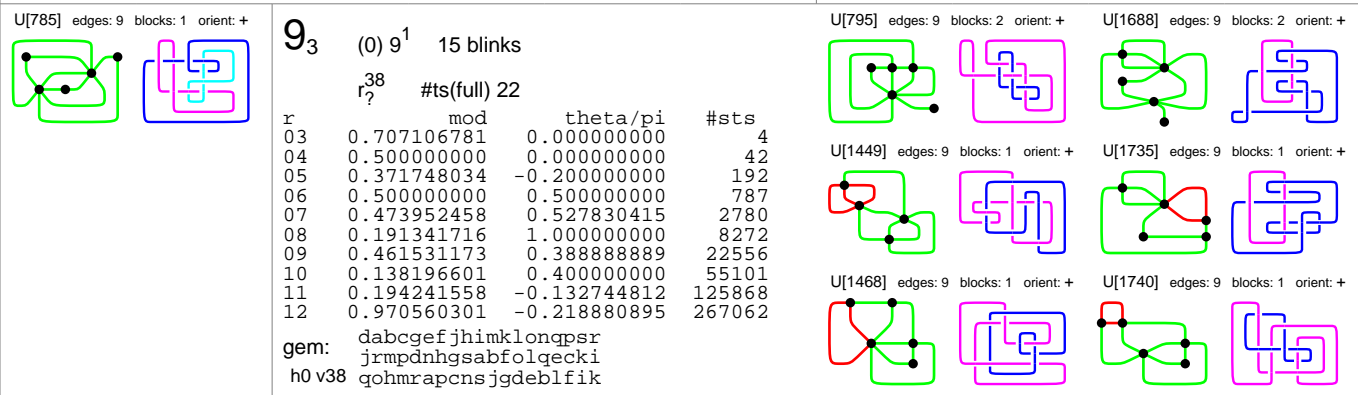 U[785] edges: 9 blocks: 1 orient: +
9₃ (0) 9¹ 15 blinks
r?³⁸ #ts(full) 22
r mod theta/pi #sts
03 0.707106781 0.000000000 4
04 0.500000000 0.000000000 42
05 0.371748034 -0.200000000 192
06 0.500000000 0.500000000 787
07 0.473952458 0.527830415 2780
08 0.191341716 1.000000000 8272
09 0.461531173 0.388888889 22556
10 0.138196601 0.400000000 55101
11 0.194241558 -0.132744812 125868
12 0.970560301 -0.218880895 267062
gem: dabcgefjhimklonqpsr
jrmpdnhgsabfolqecki
h0 v38 qohmrapcnsjgdeblfik
U[795] edges: 9 blocks: 2 orient: +
U[1688] edges: 9 blocks: 2 orient: +
U[1449] edges: 9 blocks: 1 orient: +
U[1735] edges: 9 blocks: 1 orient: +
U[1468] edges: 9 blocks: 1 orient: +
U[1740] edges: 9 blocks: 1 orient: +